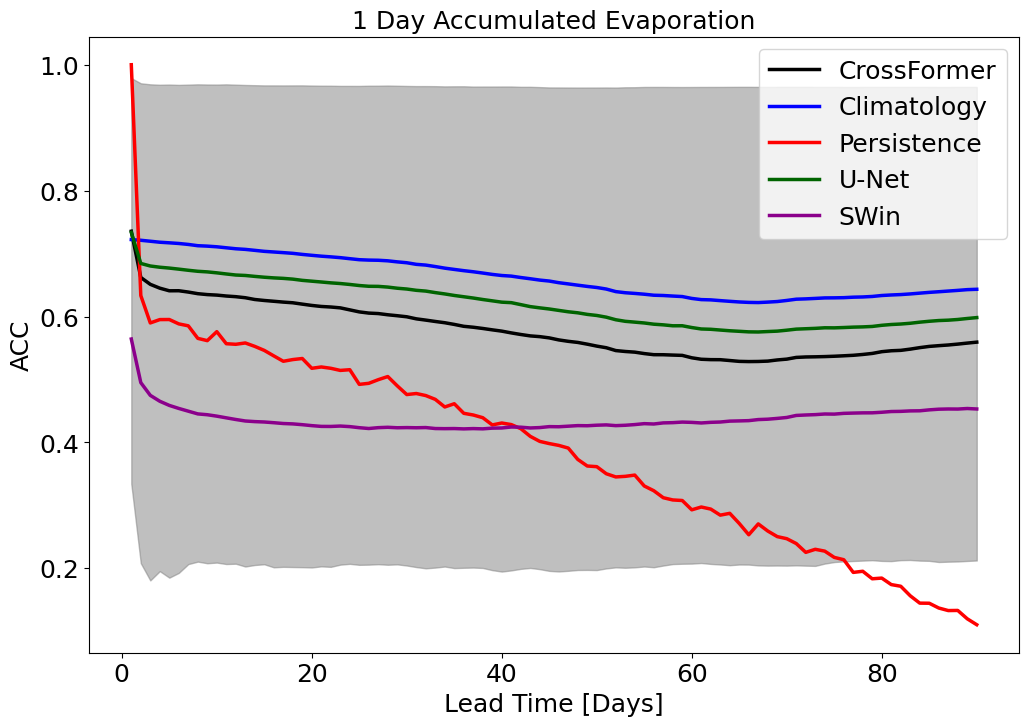 1 Day Accumulated Evaporation
CrossFormer
Climatology
Persistence
U-Net
SWin
ACC
1.0
0.8
0.6
0.4
0.2
0 20 40 60 80
Lead Time [Days]